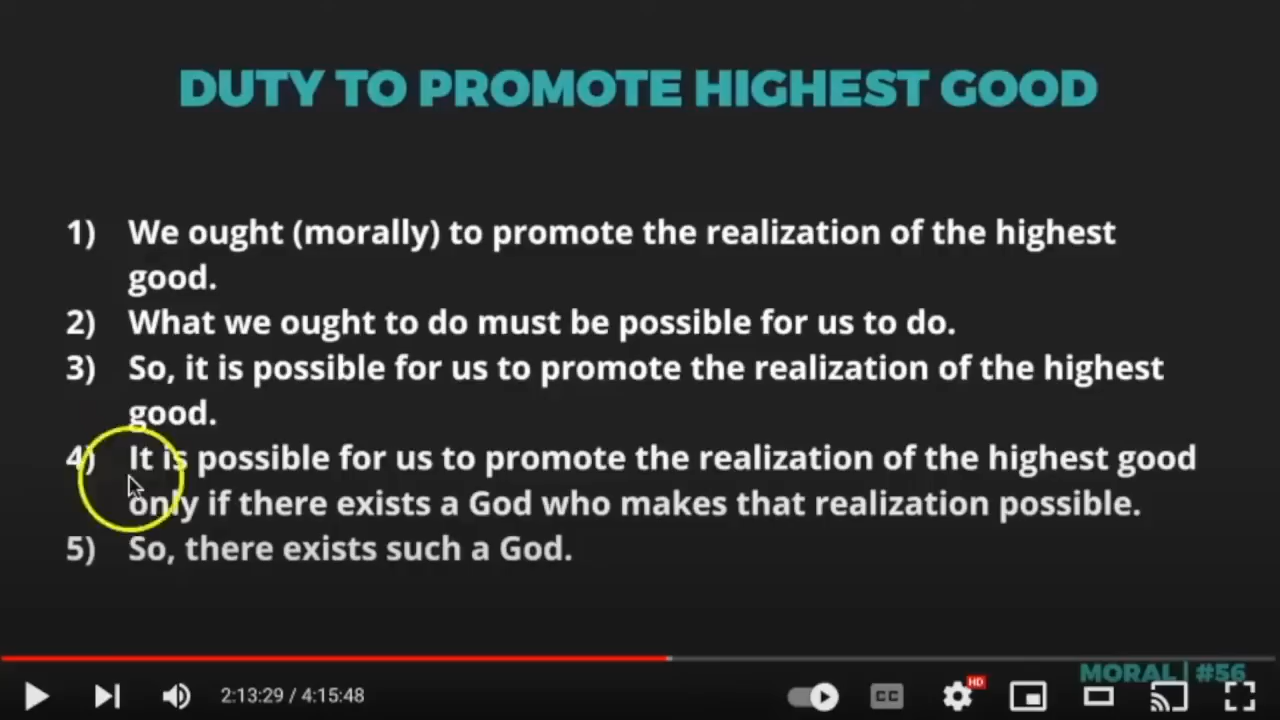 DUTY TO PROMOTE HIGHEST GOOD
1) We ought (morally) to promote the realization of the highest
good.
2) What we ought to do must be possible for us to do.
3) So, it is possible for us to promote the realization of the highest
good.
4) It is possible for us to promote the realization of the highest good
only if there exists a God who makes that realization possible.
5) So, there exists such a God.
MORAL | #56
2:13:29 / 4:15:48
CC
HD